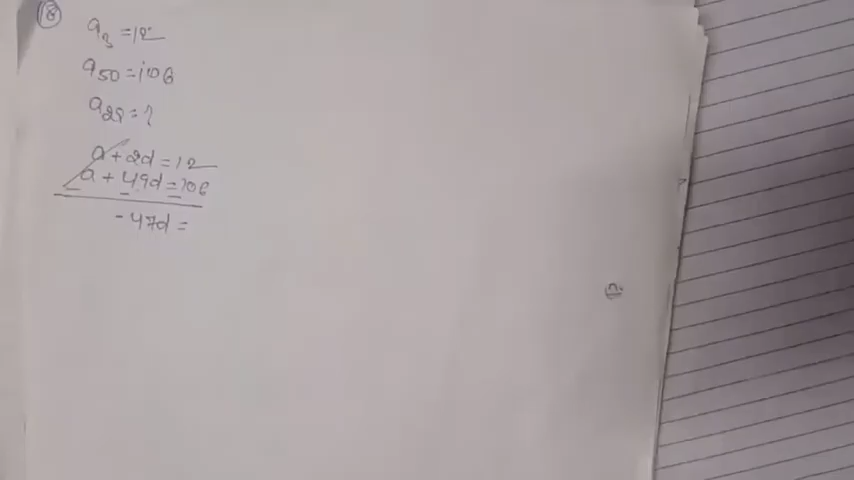 18
a₃ = 12
a₅₀ = 106
a₂₉ = ?
a + 2d = 12
a + 49d = 106
- 47d =